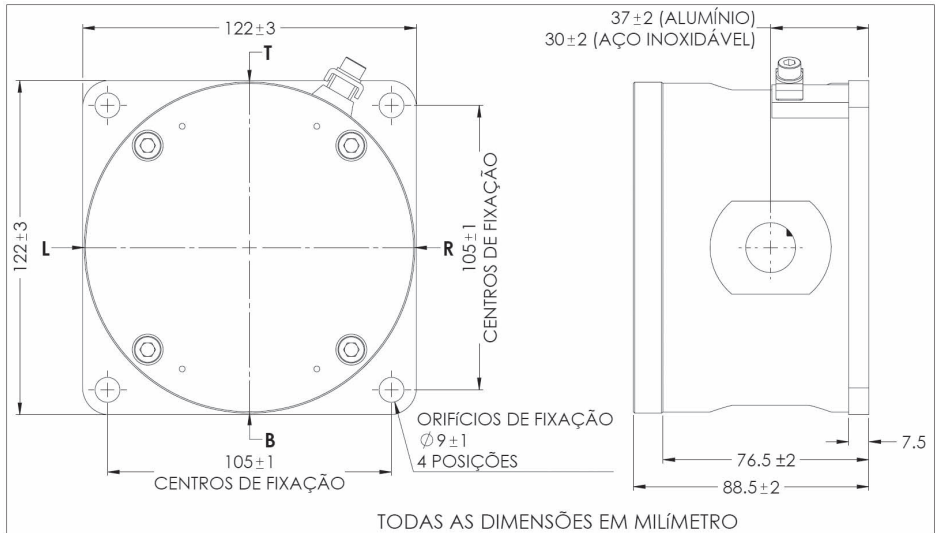 122±3
T
37±2 (ALUMÍNIO)
30±2 (AÇO INOXIDÁVEL)
122±3
L
R
105±1
CENTROS DE FIXAÇÃO
B
105±1
CENTROS DE FIXAÇÃO
ORIFíCIOS DE FIXAÇÃO
∅9±1
4 POSIÇÕES
7.5
76.5 ±2
88.5±2
TODAS AS DIMENSÕES EM MILíMETRO